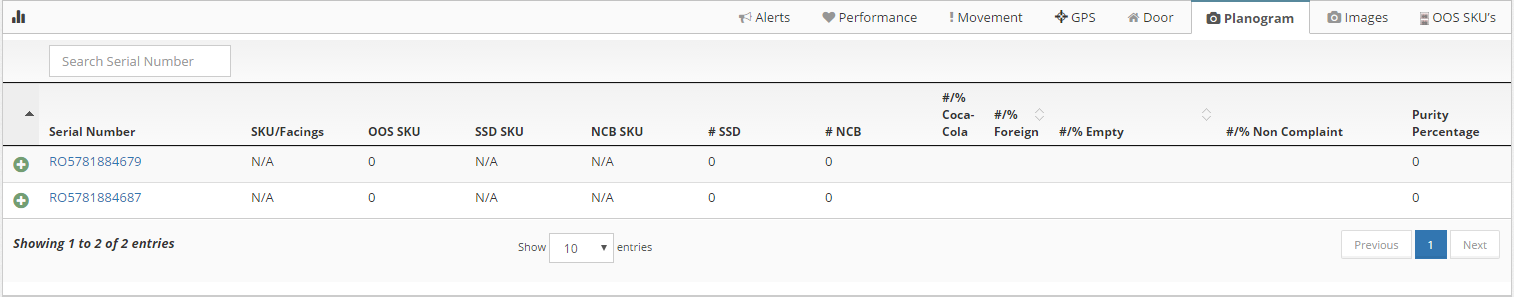 Alerts Performance Movement GPS Door Planogram Images OOS SKU's
Search Serial Number
Serial Number SKU/Facings OOS SKU SSD SKU NCB SKU # SSD # NCB #/% Coca-Cola #/% Foreign #/% Empty #/% Non Complaint Purity Percentage
RO5781884679 N/A 0 N/A N/A 0 0 0
RO5781884687 N/A 0 N/A N/A 0 0 0
Showing 1 to 2 of 2 entries Show 10 entries Previous 1 Next